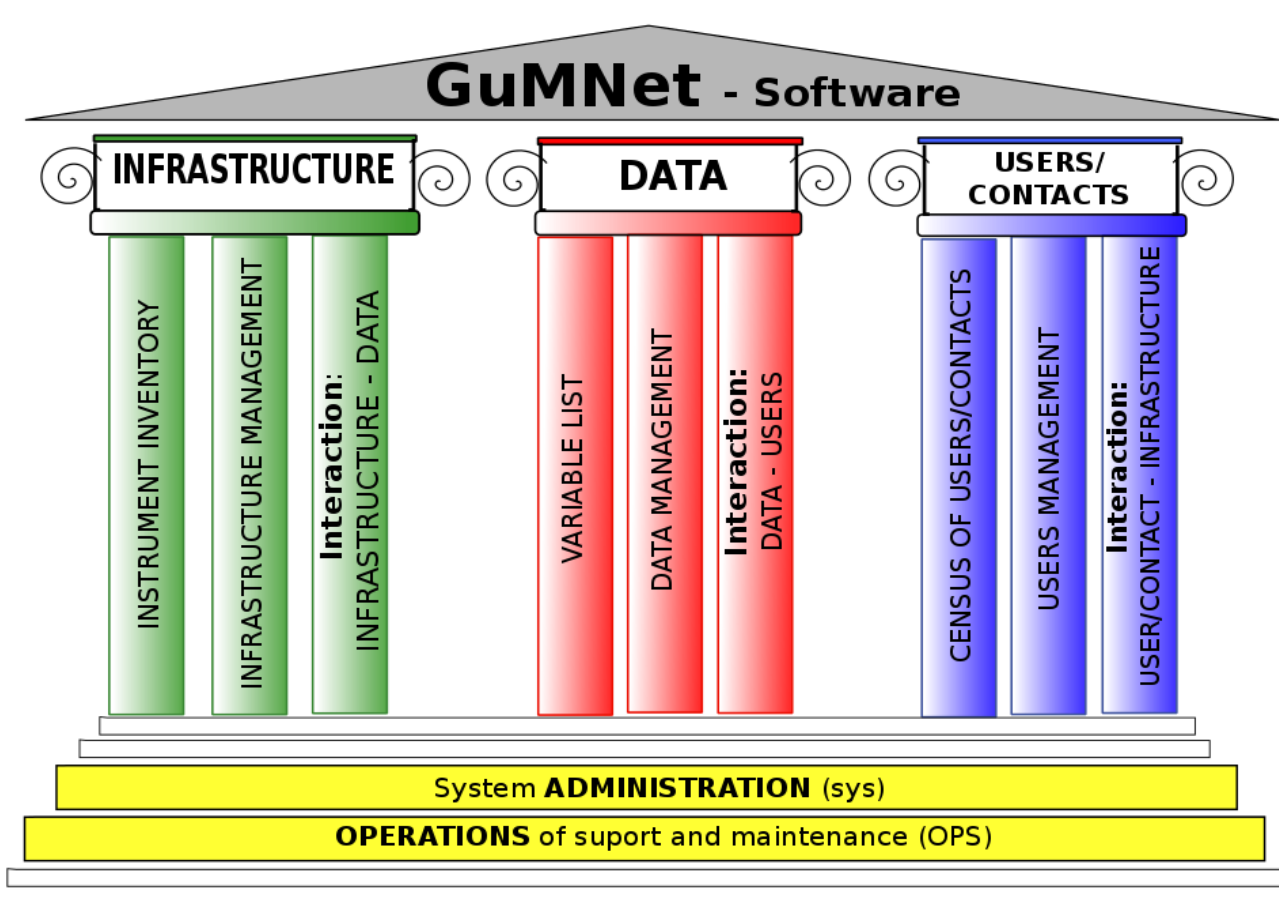 GuMNet - Software
INFRASTRUCTURE
DATA
USERS/
CONTACTS
INSTRUMENT INVENTORY
INFRASTRUCTURE MANAGEMENT
Interaction:
INFRASTRUCTURE - DATA
VARIABLE LIST
DATA MANAGEMENT
Interaction:
DATA - USERS
CENSUS OF USERS/CONTACTS
USERS MANAGEMENT
Interaction:
USER/CONTACT - INFRASTRUCTURE
System ADMINISTRATION (sys)
OPERATIONS of suport and maintenance (OPS)